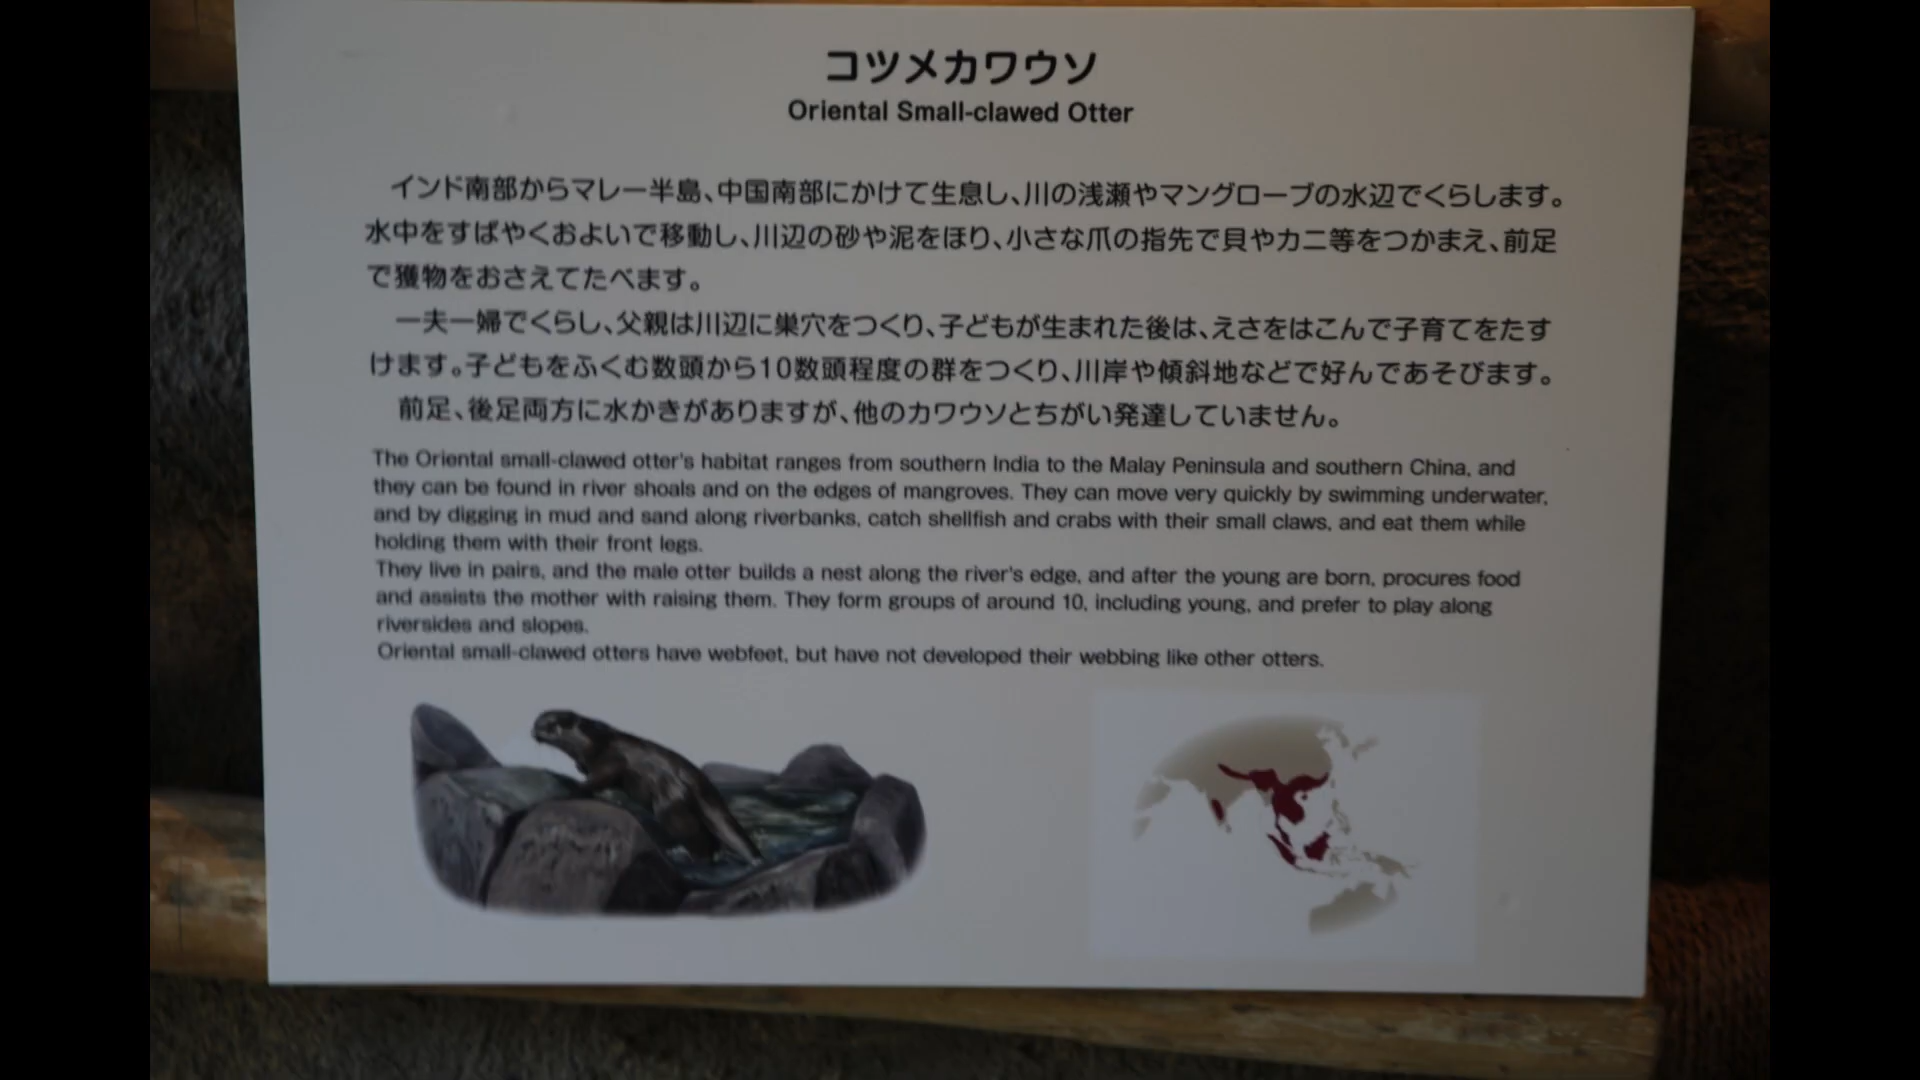 コツメカワウソ
Oriental Small-clawed Otter
インド南部からマレー半島、中国南部にかけて生息し、川の浅瀬やマングローブの水辺でくらします。
水中をすばやくおよいで移動し、川辺の砂や泥をほり、小さな爪の指先で貝やカニ等をつかまえ、前足
で獲物をおさえてたべます。
一夫一婦でくらし、父親は川辺に巣穴をつくり、子どもが生まれた後は、えさをはこんで子育てをたす
けます。子どもをふくむ数頭から10数頭程度の群をつくり、川岸や傾斜地などで好んであそびます。
前足、後足両方に水かきがありますが、他のカワウソとちがい発達していません。
The Oriental small-clawed otter's habitat ranges from southern India to the Malay Peninsula and southern China, and
they can be found in river shoals and on the edges of mangroves. They can move very quickly by swimming underwater,
and by digging in mud and sand along riverbanks, catch shellfish and crabs with their small claws, and eat them while
holding them with their front legs.
They live in pairs, and the male otter builds a nest along the river's edge, and after the young are born, procures food
and assists the mother with raising them. They form groups of around 10, including young, and prefer to play along
riversides and slopes.
Oriental small-clawed otters have webfeet, but have not developed their webbing like other otters.